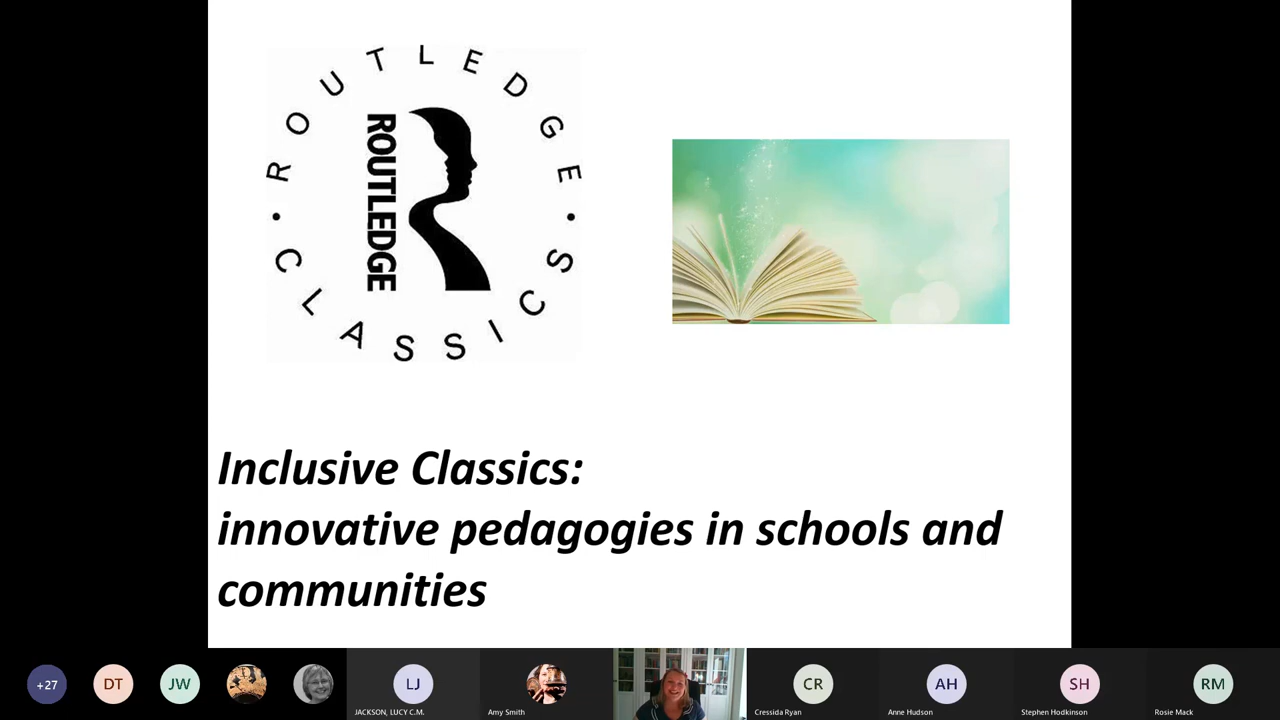 ROUTLEDGE
CLASSICS
ROUTLEDGE
Inclusive Classics:
innovative pedagogies in schools and
communities
+27
DT
JW
LJ
CR
AH
SH
RM
JACKSON, LUCY C.M.
Amy Smith
Cressida Ryan
Anne Hudson
Stephen Hodkinson
Rosie Mack